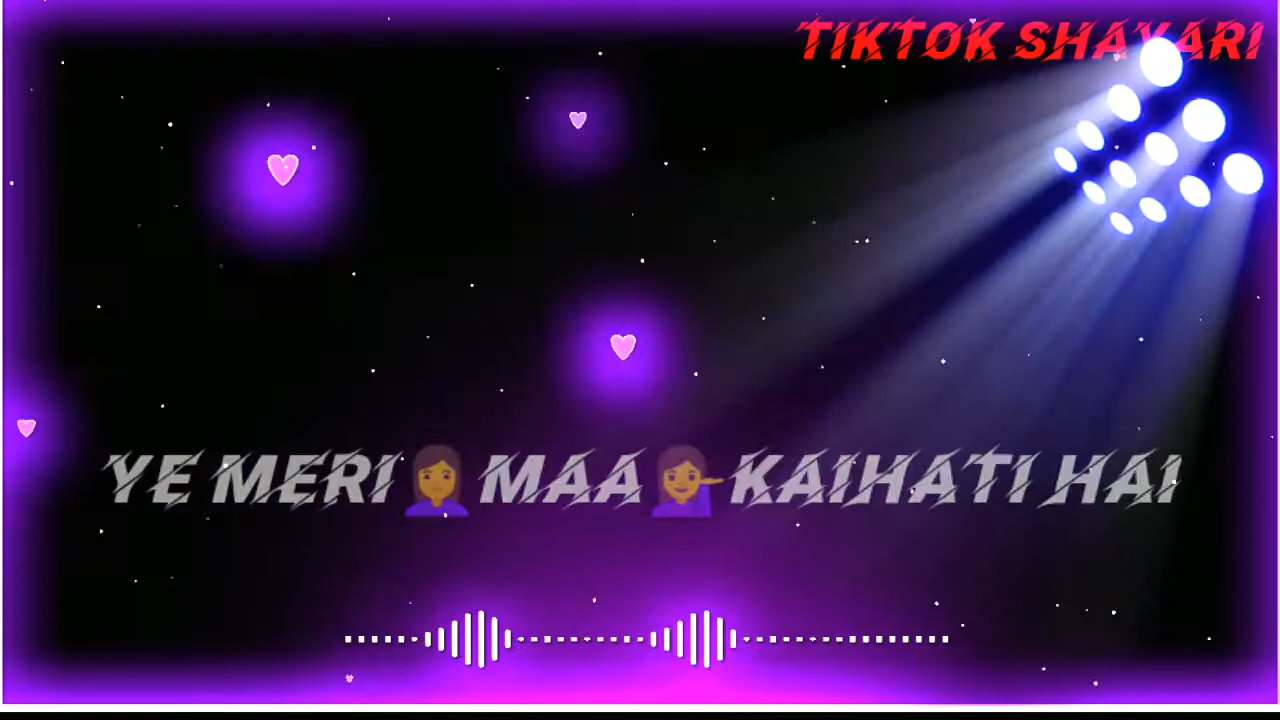 TIKTOK SHAYARI
YE MERI🙍‍♀️MAA💁‍♀️KAIHATI HAI